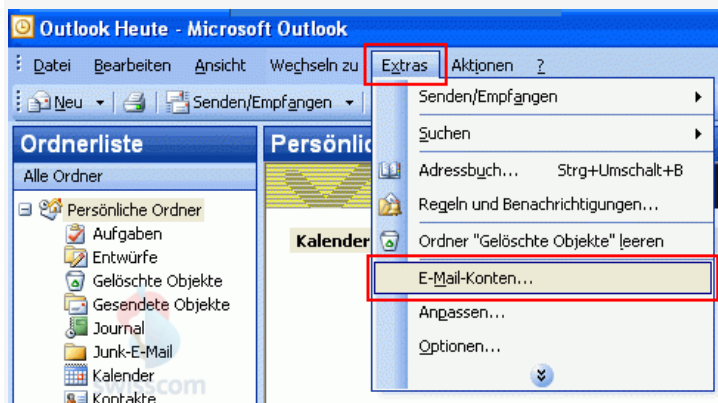 Outlook Heute - Microsoft Outlook
Datei Bearbeiten Ansicht Wechseln zu Extras Aktionen ?
Neu Senden/Empfangen
Ordnerliste
Alle Ordner
Persönliche Ordner
Aufgaben
Entwürfe
Gelöschte Objekte
Gesendete Objekte
Journal
Junk-E-Mail
Kalender
Kontakte
swisscom
Persönlic
Kalender
Senden/Empfangen
Suchen
Adressbuch... Strg+Umschalt+B
Regeln und Benachrichtigungen...
Ordner "Gelöschte Objekte" leeren
E-Mail-Konten...
Anpassen...
Optionen...